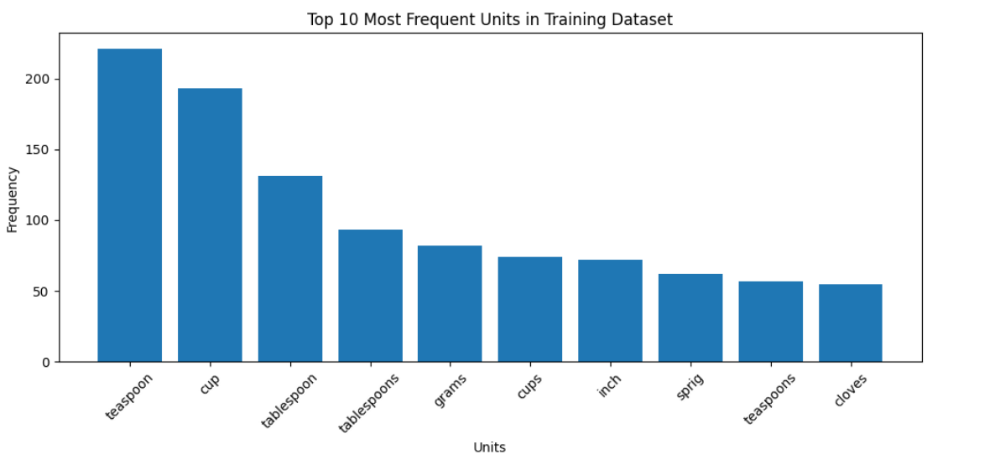 Top 10 Most Frequent Units in Training Dataset
Frequency
200
150
100
50
0
teaspoon
cup
tablespoon
tablespoons
grams
cups
inch
sprig
teaspoons
cloves
Units